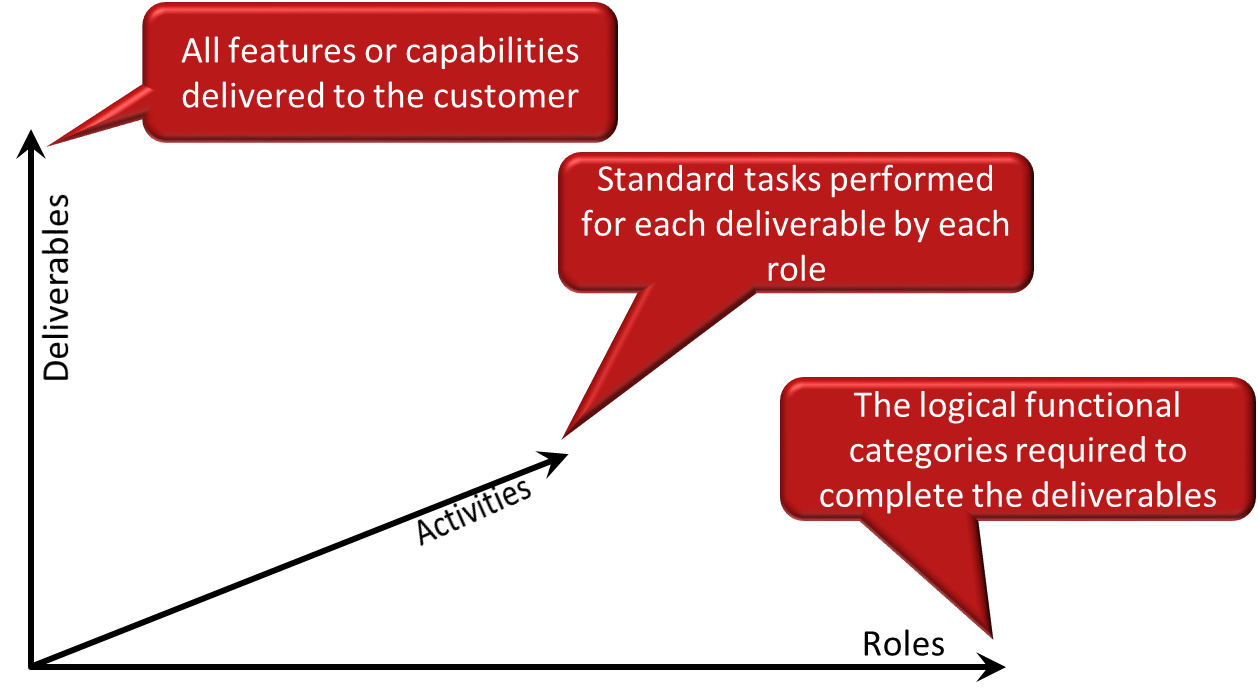 All features or capabilities
delivered to the customer
Standard tasks performed
for each deliverable by each
role
Deliverables
The logical functional
categories required to
complete the deliverables
Activities
Roles